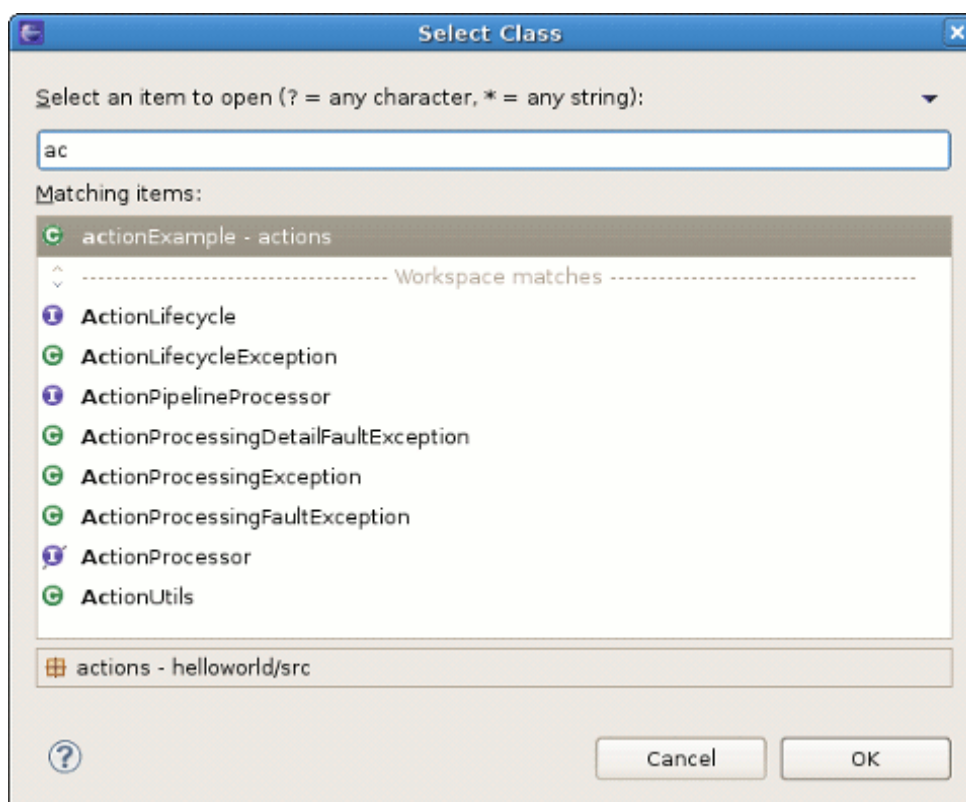 Select Class
Select an item to open (? = any character, * = any string):
ac
Matching items:
actionExample - actions
---------------------------------- Workspace matches ----------------------------------
ActionLifecycle
ActionLifecycleException
ActionPipelineProcessor
ActionProcessingDetailFaultException
ActionProcessingException
ActionProcessingFaultException
ActionProcessor
ActionUtils
actions - helloworld/src
Cancel OK